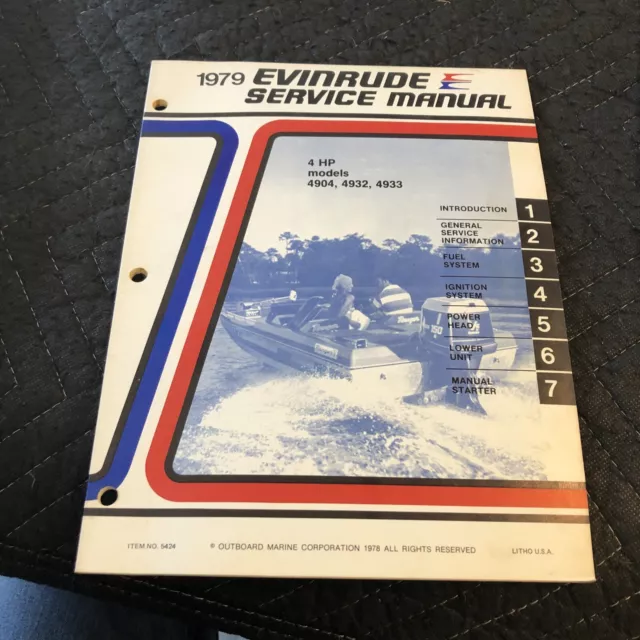 1979 EVINRUDE
SERVICE MANUAL
4 HP
models
4904, 4932, 4933
INTRODUCTION 1
GENERAL
SERVICE
INFORMATION 2
FUEL
SYSTEM 3
IGNITION
SYSTEM 4
POWER
HEAD 5
LOWER
UNIT 6
MANUAL
STARTER 7
150
ITEM NO. 5424 © OUTBOARD MARINE CORPORATION 1978 ALL RIGHTS RESERVED LITHO U.S.A.